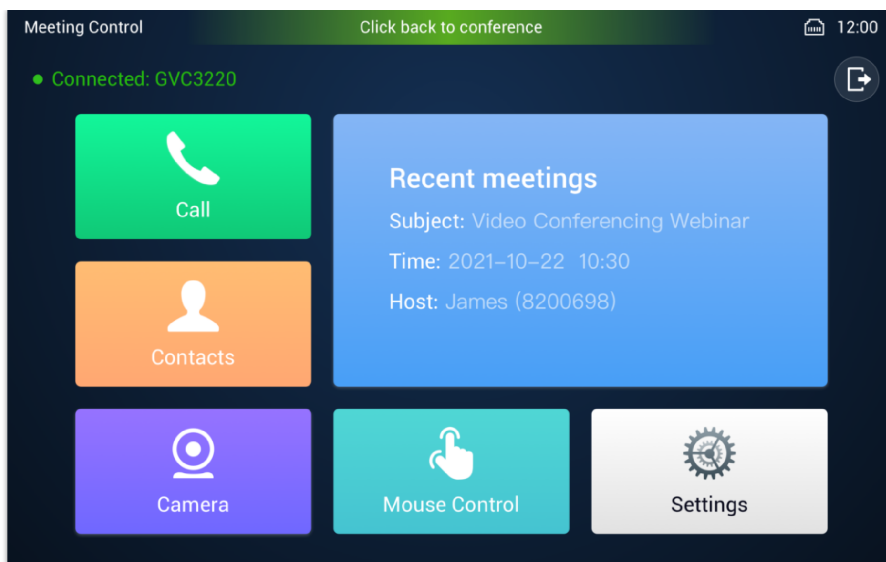 Meeting Control
Click back to conference
12:00
Connected: GVC3220
Call
Recent meetings
Subject: Video Conferencing Webinar
Time: 2021-10-22 10:30
Host: James (8200698)
Contacts
Camera
Mouse Control
Settings